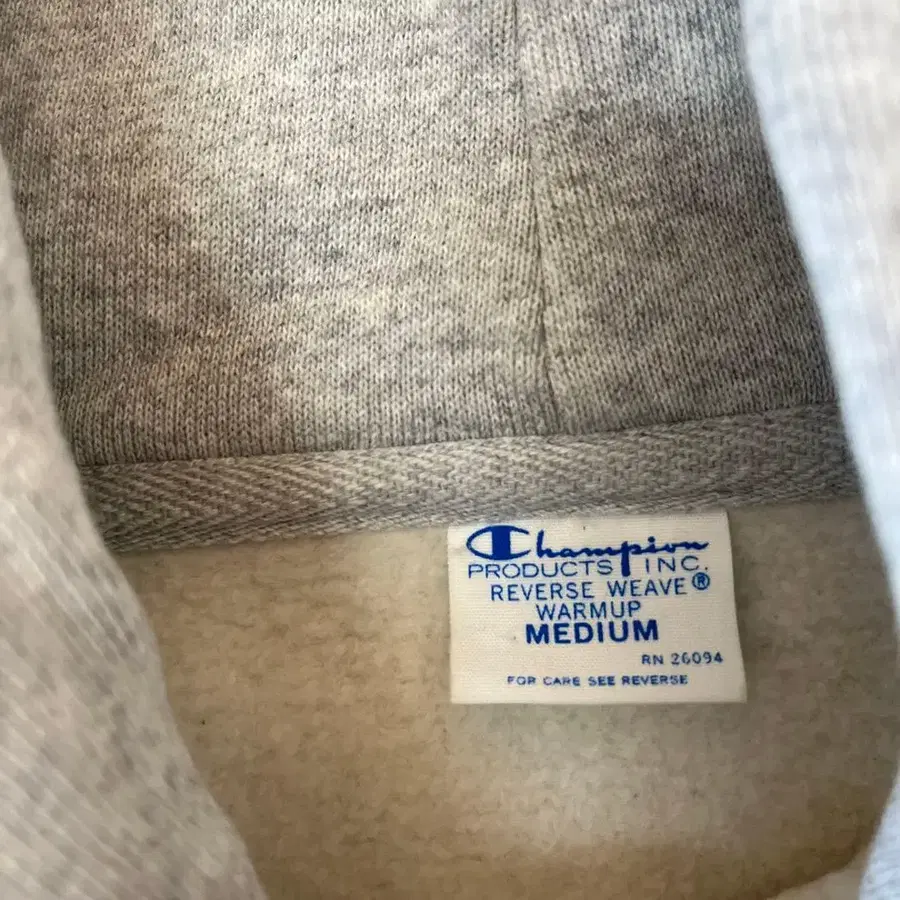 Champion
PRODUCTS INC.
REVERSE WEAVE®
WARMUP
MEDIUM
RN 26094
FOR CARE SEE REVERSE